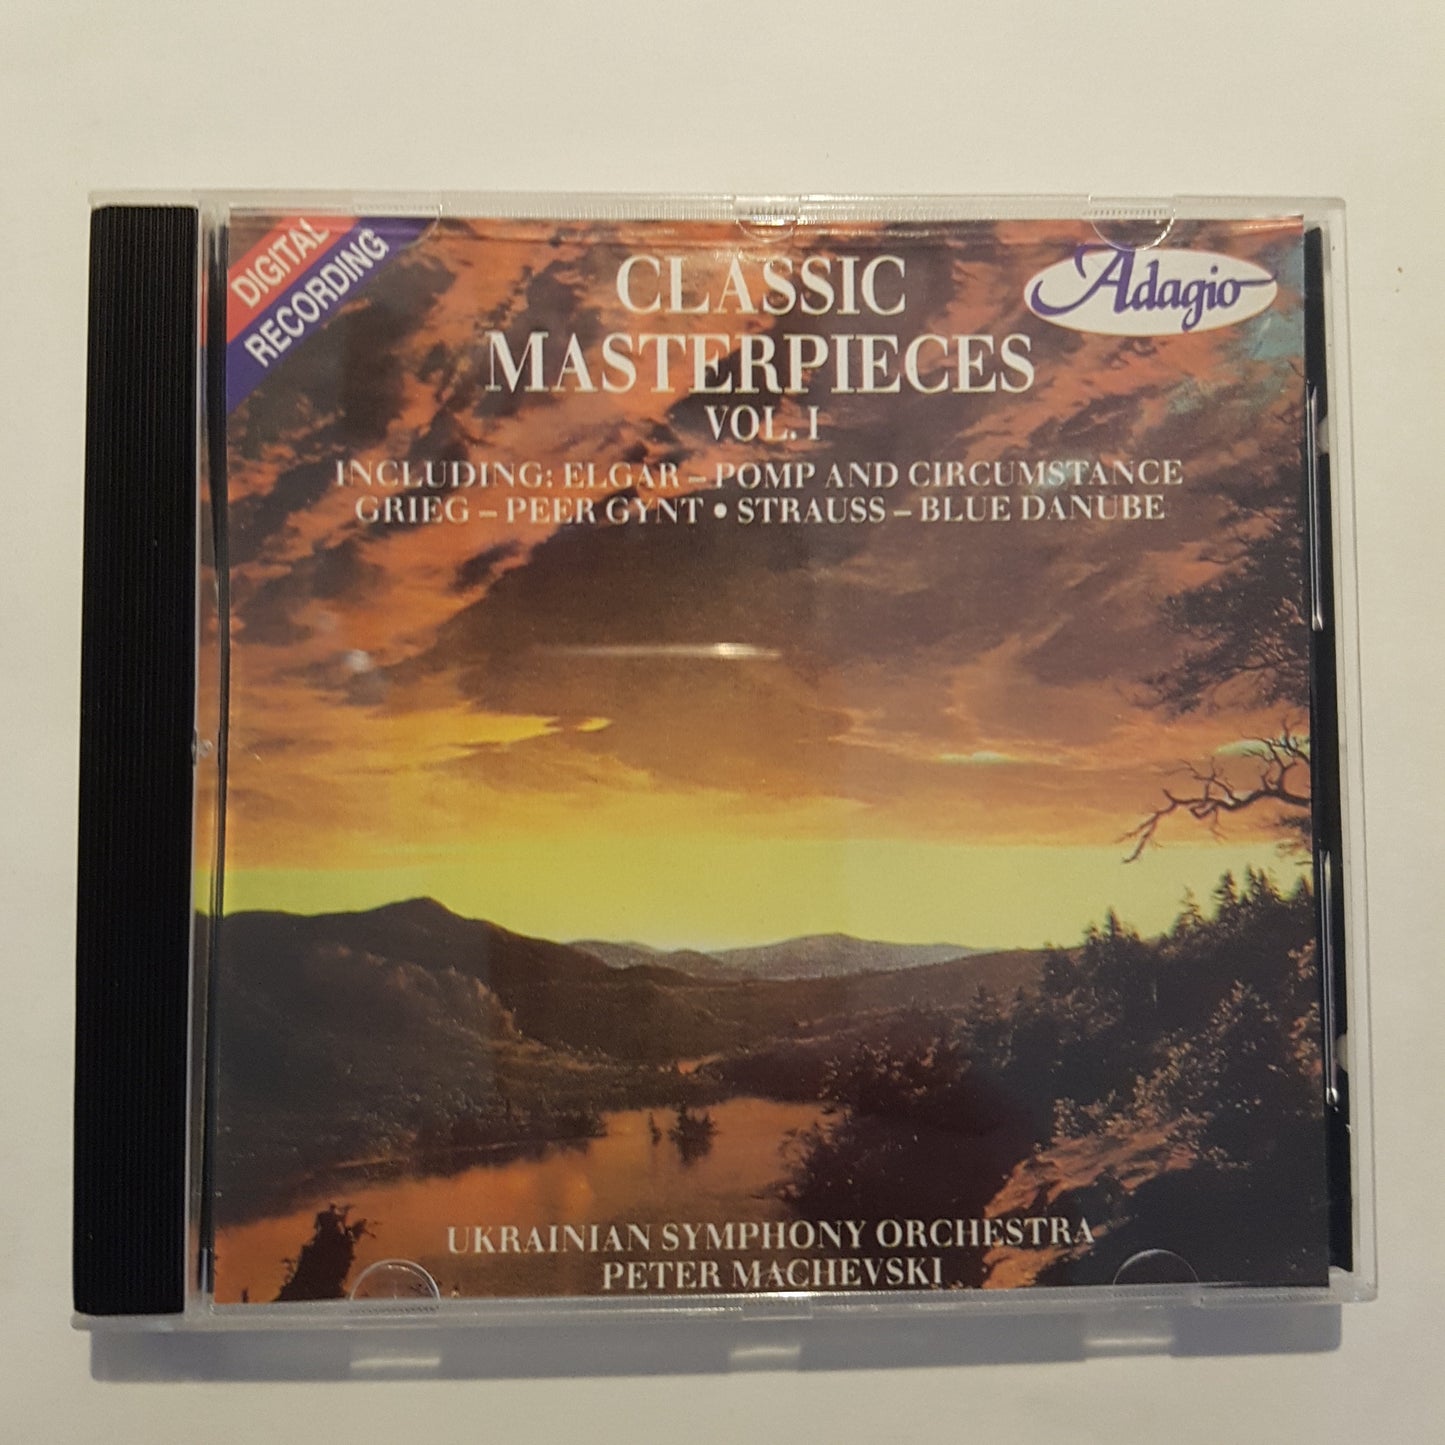 DIGITAL
RECORDING
CLASSIC
MASTERPIECES
VOL. I
Adagio
INCLUDING: ELGAR – POMP AND CIRCUMSTANCE
GRIEG – PEER GYNT • STRAUSS – BLUE DANUBE
UKRAINIAN SYMPHONY ORCHESTRA
PETER MACHEVSKI